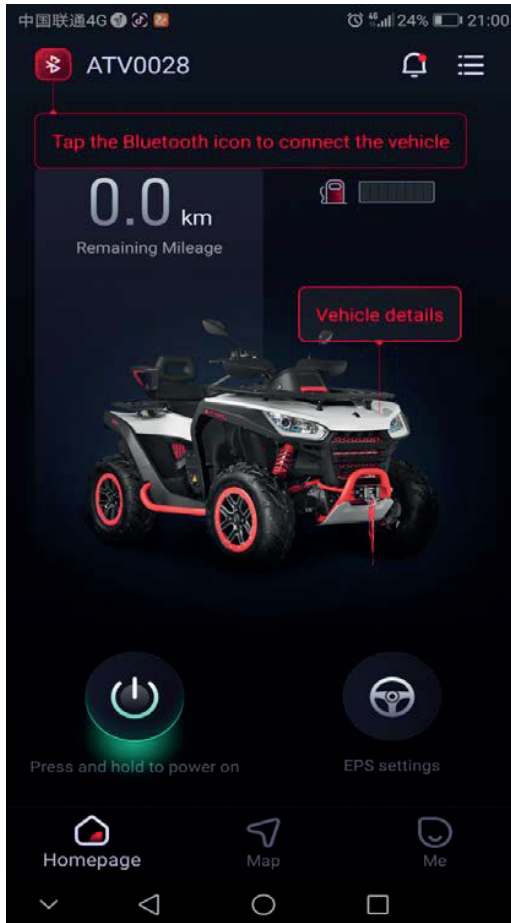 中国联通4G 24% 21:00
ATV0028
Tap the Bluetooth icon to connect the vehicle
0.0 km
Remaining Mileage
Vehicle details
Press and hold to power on
EPS settings
Homepage
Map
Me